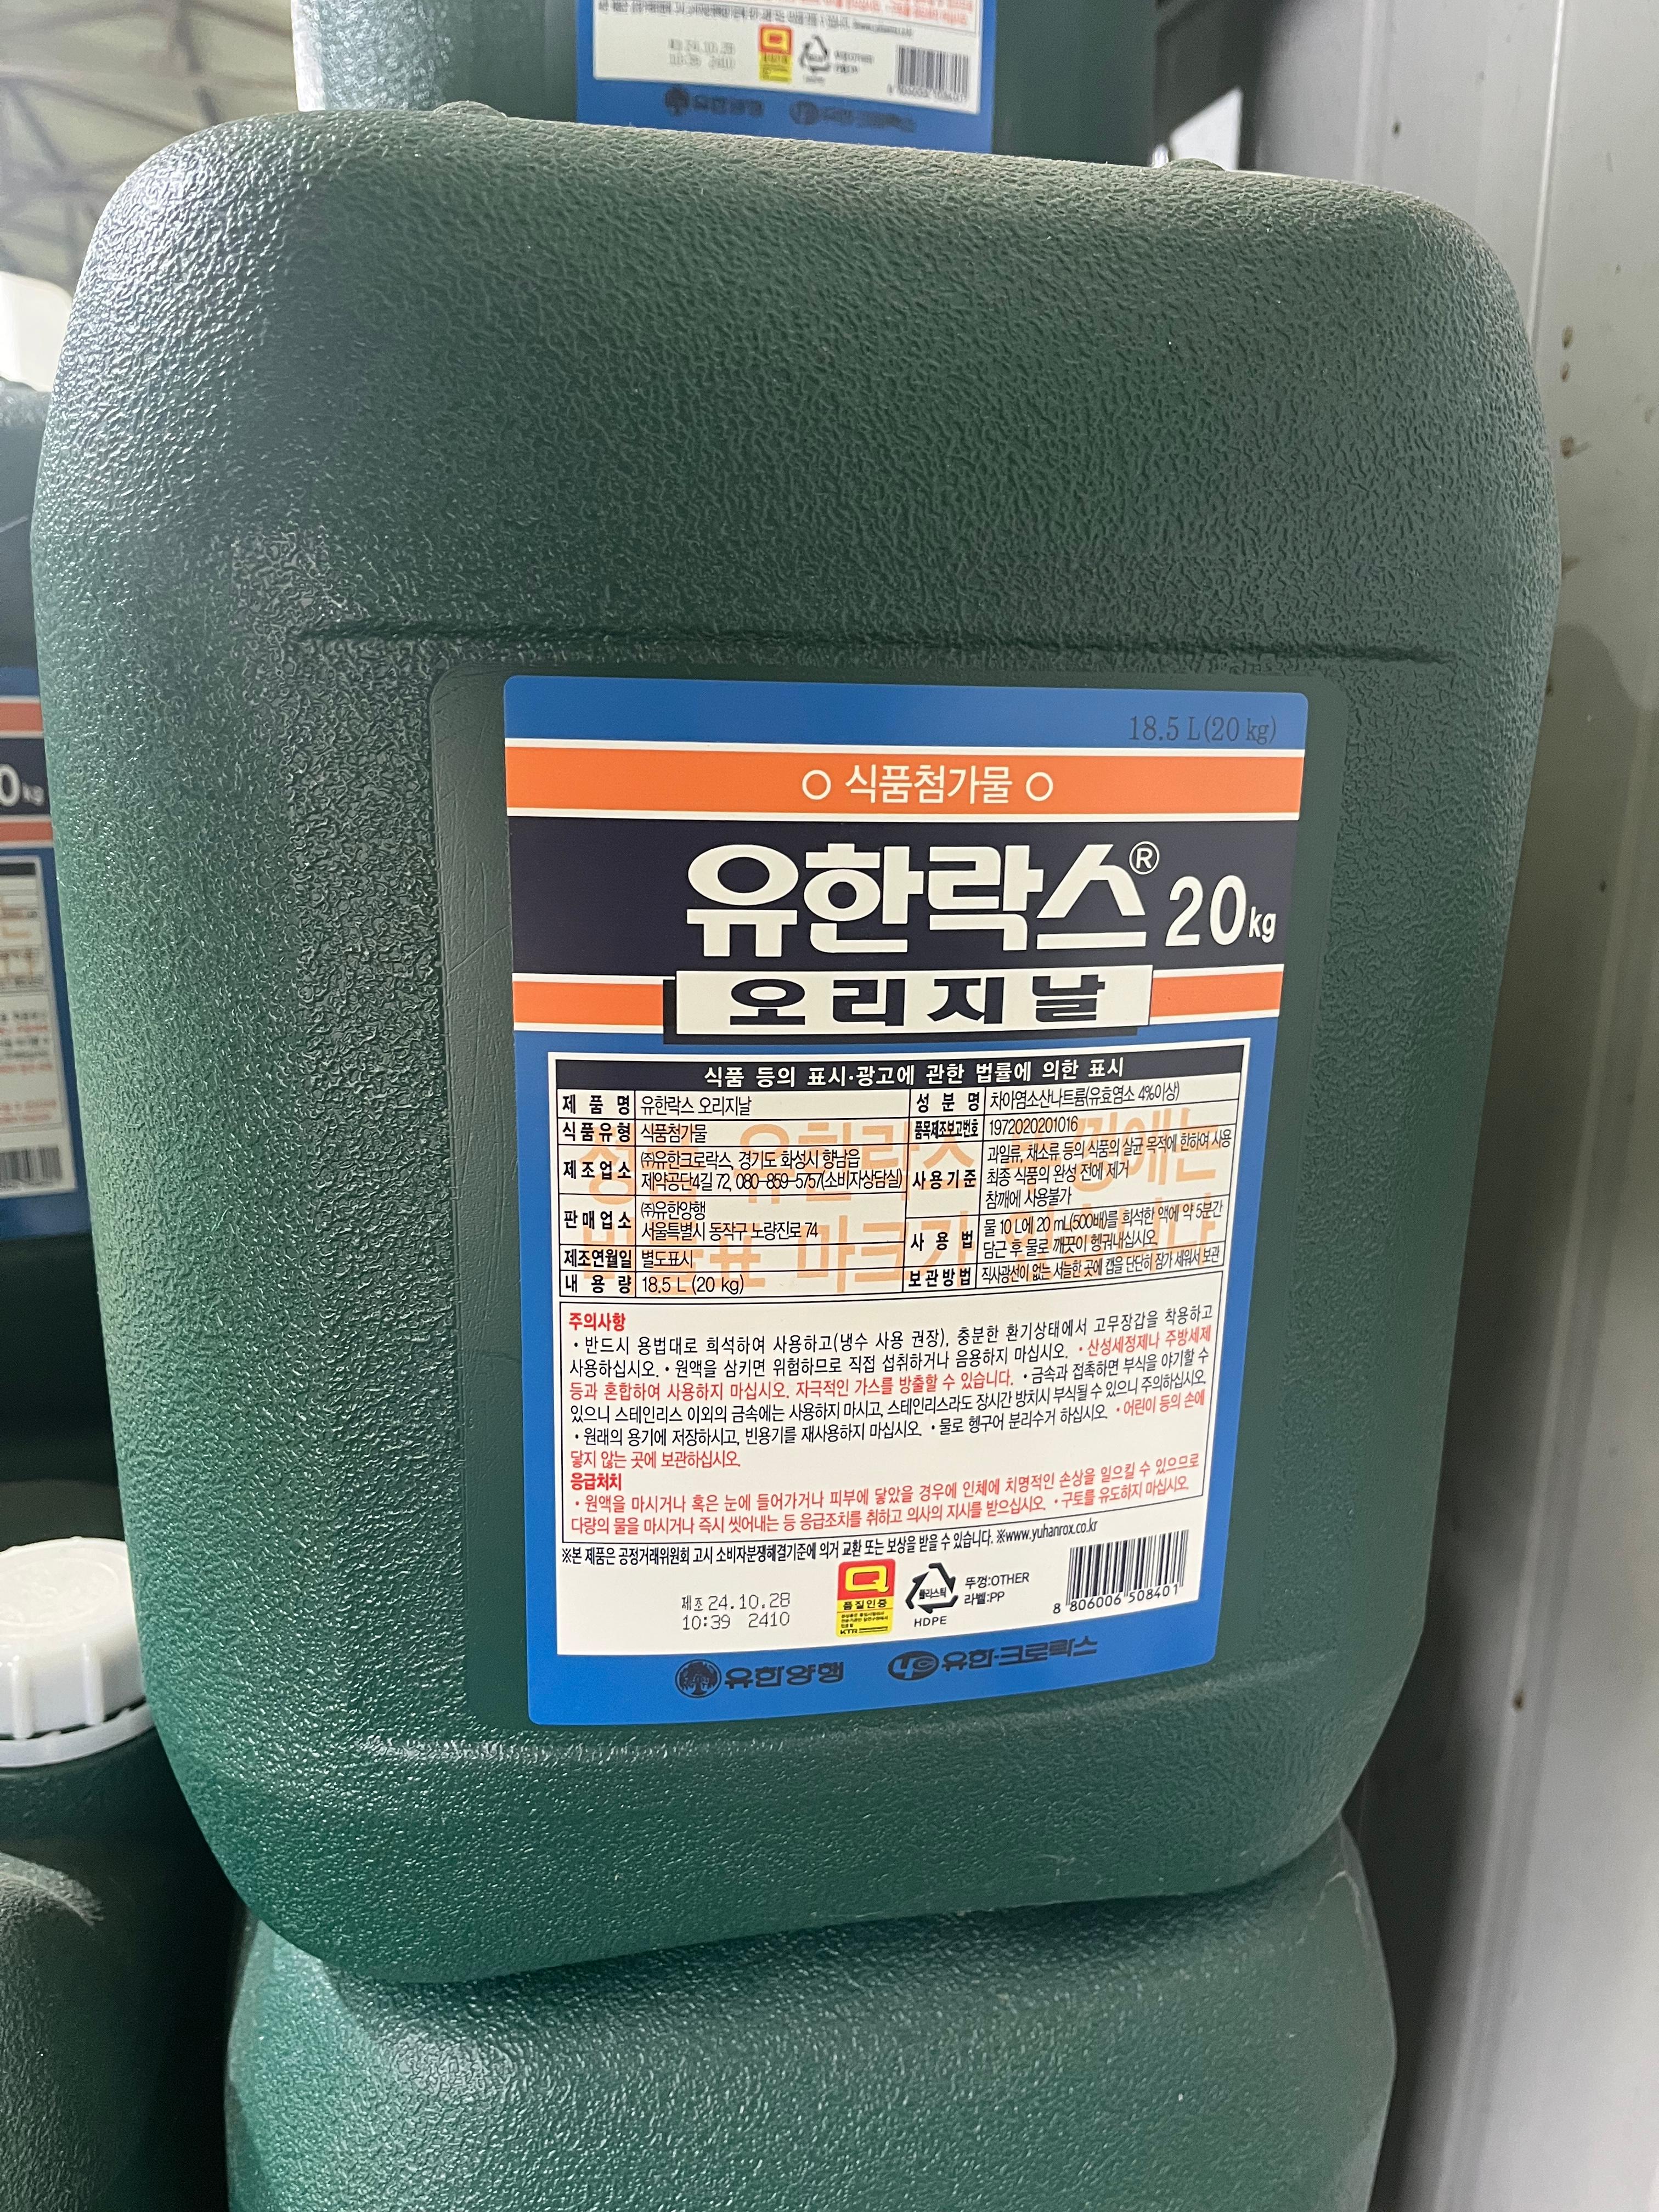 24.10.28
10:39 2410
유한양행
18.5 L(20 kg)
식품첨가물
유한락스® 20kg
오리지날
식품 등의 표시·광고에 관한 법률에 의한 표시
제 품 명 유한락스 오리지날
식품유형 식품첨가물
제조업소 ㈜유한크로락스, 경기도 화성시 향남읍
제약공단4길 72, 080-859-5757(소비자상담실)
판매업소 ㈜유한양행
서울특별시 동작구 노량진로 74
제조연월일 별도표시
내 용 량 18.5 L (20 kg)
성 분 명 차아염소산나트륨(유효염소 4%이상)
품목제조보고번호 1972020201016
사용기준 과일류, 채소류 등의 식품의 살균 목적에 한하여 사용
최종 식품의 완성 전에 제거
참깨에 사용불가
사 용 법 물 10 L에 20 mL(500배)를 희석한 액에 약 5분간
담근 후 물로 깨끗이 헹궈내십시오
보관방법 직사광선이 없는 서늘한 곳에 캡을 단단히 잠가 세워서 보관
주의사항
• 반드시 용법대로 희석하여 사용하고(냉수 사용 권장), 충분한 환기상태에서 고무장갑을 착용하고
사용하십시오. • 원액을 삼키면 위험하므로 직접 섭취하거나 음용하지 마십시오. • 산성세정제나 주방세제
등과 혼합하여 사용하지 마십시오. 자극적인 가스를 방출할 수 있습니다. • 금속과 접촉하면 부식을 야기할 수
있으니 스테인리스 이외의 금속에는 사용하지 마시고, 스테인리스라도 장시간 방치시 부식될 수 있으니 주의하십시오.
• 원래의 용기에 저장하시고, 빈용기를 재사용하지 마십시오. • 물로 헹구어 분리수거 하십시오. • 어린이 등의 손에
닿지 않는 곳에 보관하십시오.
응급처치
• 원액을 마시거나 혹은 눈에 들어가거나 피부에 닿았을 경우에 인체에 치명적인 손상을 일으킬 수 있으므로
다량의 물을 마시거나 즉시 씻어내는 등 응급조치를 취하고 의사의 지시를 받으십시오. • 구토를 유도하지 마십시오.
※본 제품은 공정거래위원회 고시 소비자분쟁해결기준에 의거 교환 또는 보상을 받을 수 있습니다. ※www.yuhanrox.co.kr
제조 24.10.28
10:39 2410
Q
품질인증
KTR
플라스틱
HDPE
뚜껑:OTHER
라벨:PP
8 806006 508401
유한양행
유한크로락스